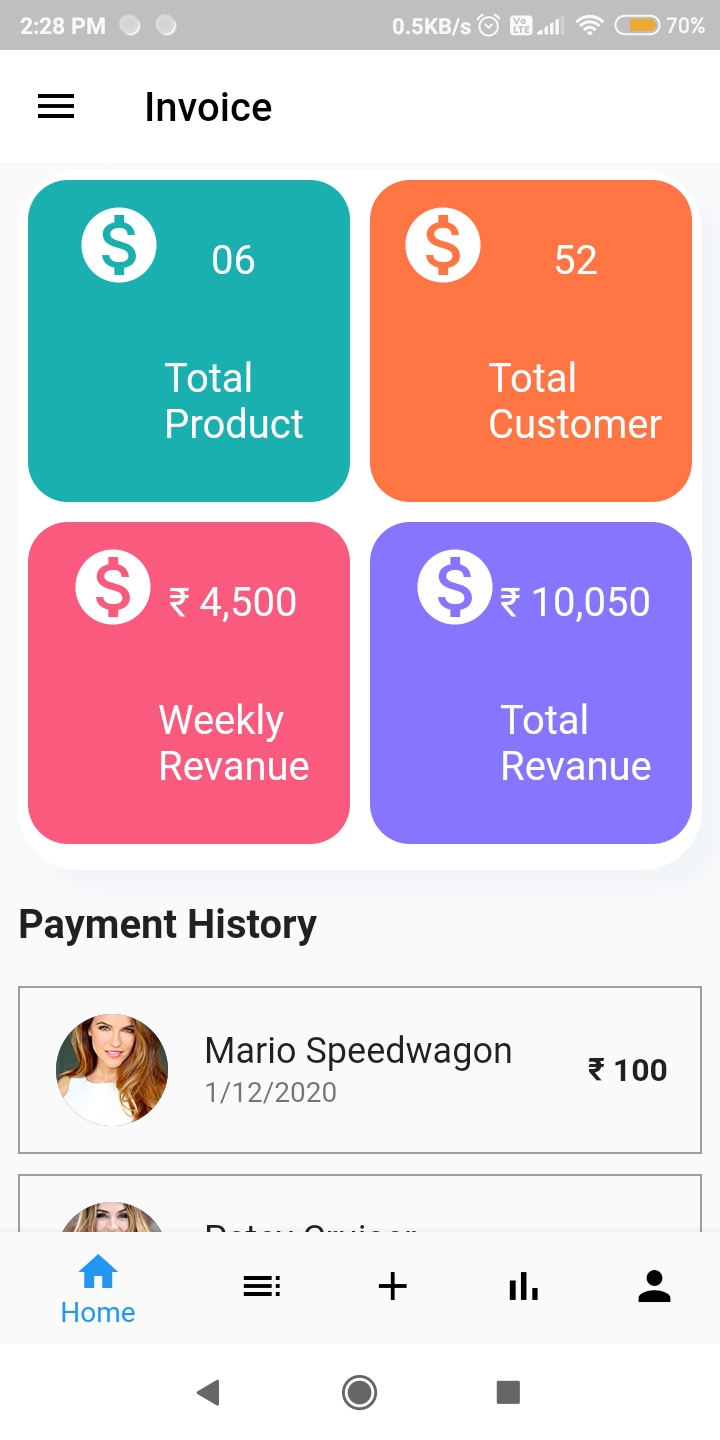 2:28 PM 0.5KB/s Vo LTE 70%
Invoice
$ 06
Total
Product
$ 52
Total
Customer
$ ₹ 4,500
Weekly
Revanue
$ ₹ 10,050
Total
Revanue
Payment History
Mario Speedwagon
1/12/2020
₹ 100
Home